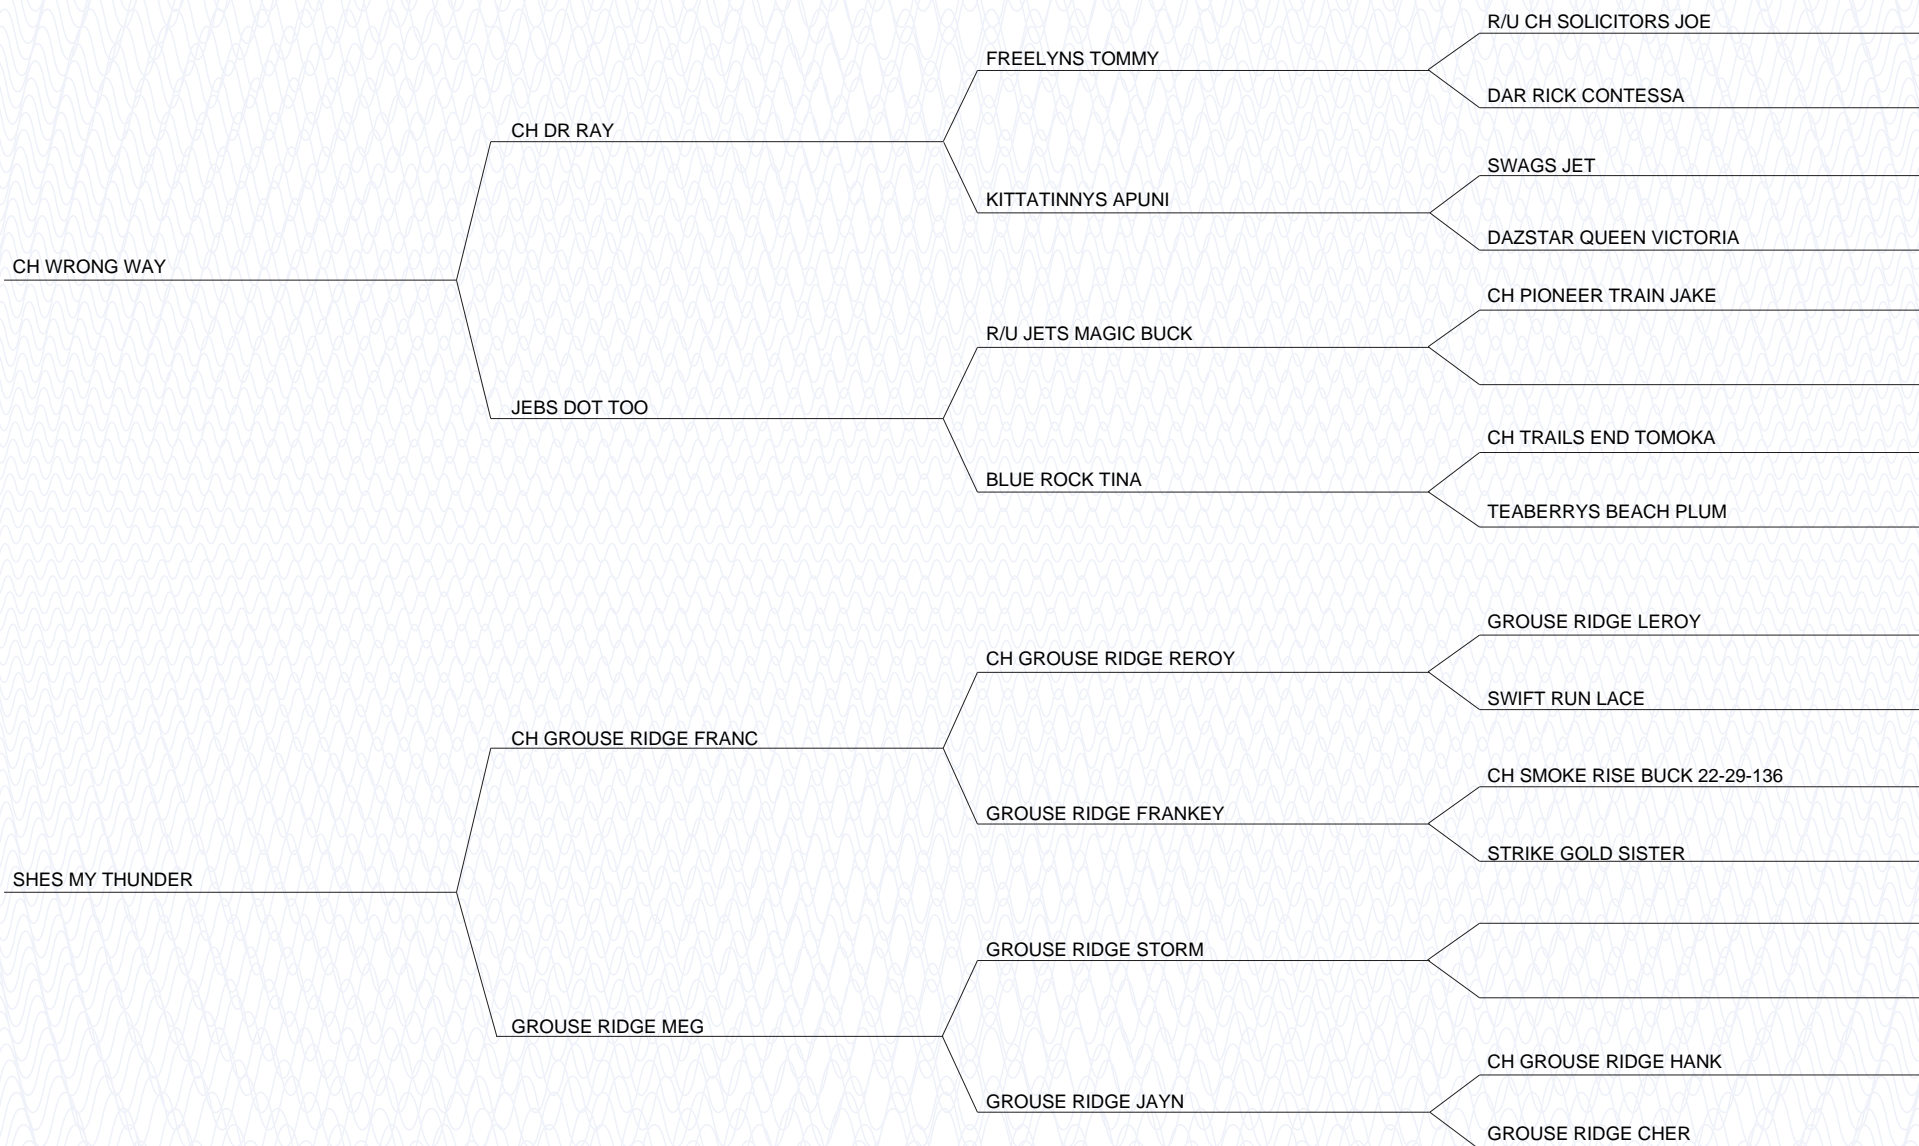 R/U CH SOLICITORS JOE
FREELYNS TOMMY
DAR RICK CONTESSA
CH DR RAY
SWAGS JET
KITTATINNYS APUNI
DAZSTAR QUEEN VICTORIA
CH WRONG WAY
CH PIONEER TRAIN JAKE
R/U JETS MAGIC BUCK
JEBS DOT TOO
CH TRAILS END TOMOKA
BLUE ROCK TINA
TEABERRYS BEACH PLUM
GROUSE RIDGE LEROY
CH GROUSE RIDGE REROY
SWIFT RUN LACE
CH GROUSE RIDGE FRANC
CH SMOKE RISE BUCK 22-29-136
GROUSE RIDGE FRANKEY
STRIKE GOLD SISTER
SHES MY THUNDER
GROUSE RIDGE STORM
GROUSE RIDGE MEG
CH GROUSE RIDGE HANK
GROUSE RIDGE JAYN
GROUSE RIDGE CHER